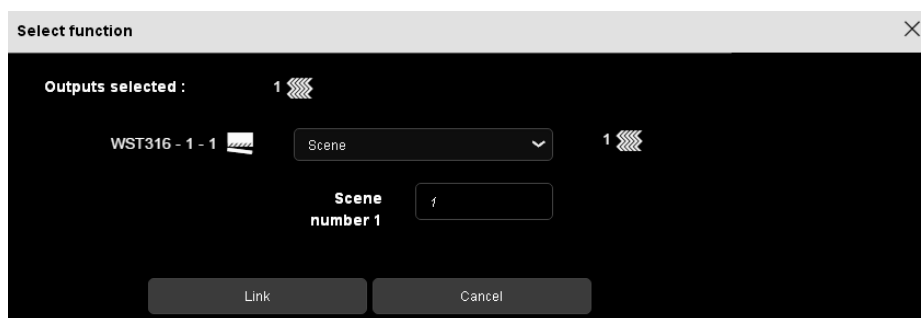 Select function
Outputs selected :
1
WST316 - 1 - 1
Scene
1
Scene
number 1
1
Link
Cancel